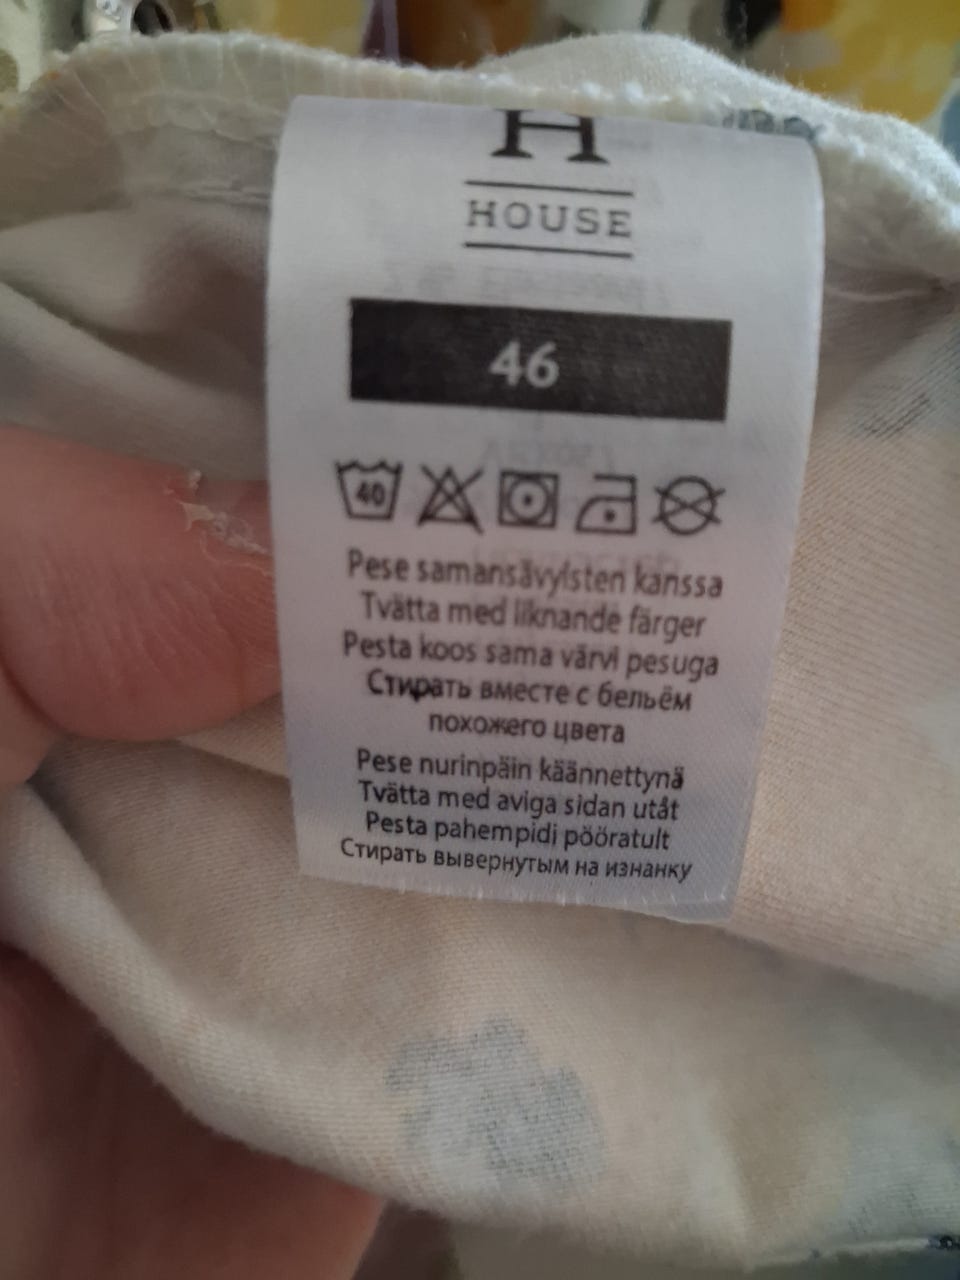 H
HOUSE
46
40
Pese samansävyisten kanssa
Tvätta med liknande färger
Pesta koos sama värvi pesuga
Стирать вместе с бельём
похожего цвета
Pese nurinpäin käännettynä
Tvätta med aviga sidan utåt
Pesta pahempidi pööratult
Стирать вывернутым на изнанку